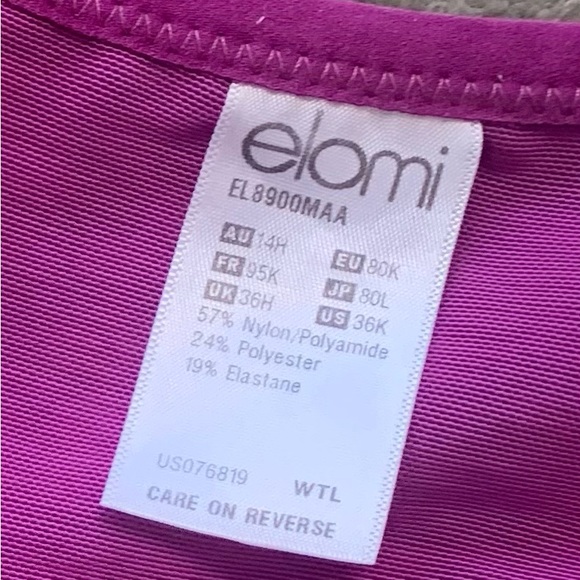 elomi
EL8900MAA
AU 14H EU 80K
FR 95K JP 80L
UK 36H US 36K
57% Nylon/Polyamide
24% Polyester
19% Elastane
US076819 WTL
CARE ON REVERSE